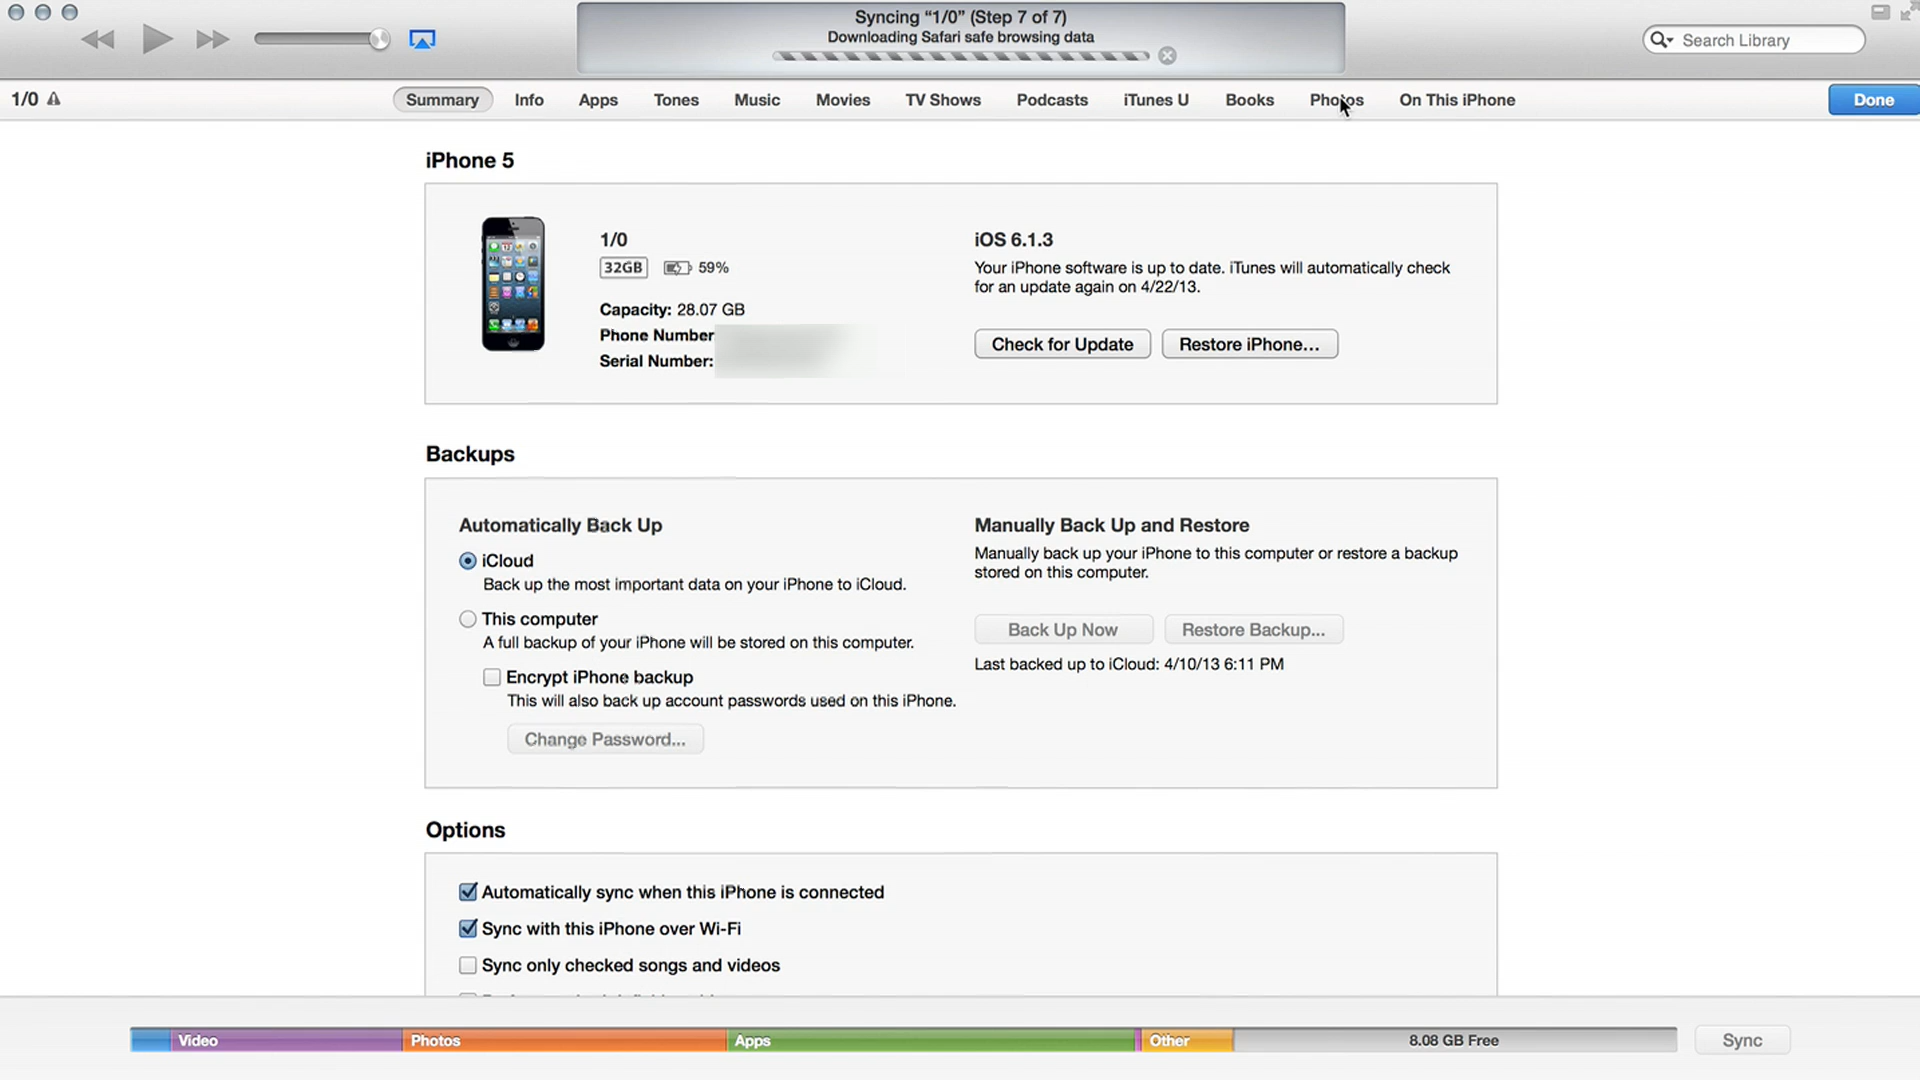 Syncing “1/0” (Step 7 of 7)
Downloading Safari safe browsing data
Search Library
1/0
Summary Info Apps Tones Music Movies TV Shows Podcasts iTunes U Books Photos On This iPhone Done
iPhone 5
1/0
32GB 59%
Capacity: 28.07 GB
Phone Number
Serial Number:
iOS 6.1.3
Your iPhone software is up to date. iTunes will automatically check
for an update again on 4/22/13.
Check for Update Restore iPhone...
Backups
Automatically Back Up
iCloud
Back up the most important data on your iPhone to iCloud.
This computer
A full backup of your iPhone will be stored on this computer.
Encrypt iPhone backup
This will also back up account passwords used on this iPhone.
Change Password...
Manually Back Up and Restore
Manually back up your iPhone to this computer or restore a backup
stored on this computer.
Back Up Now Restore Backup...
Last backed up to iCloud: 4/10/13 6:11 PM
Options
Automatically sync when this iPhone is connected
Sync with this iPhone over Wi-Fi
Sync only checked songs and videos
Video Photos Apps Other 8.08 GB Free Sync